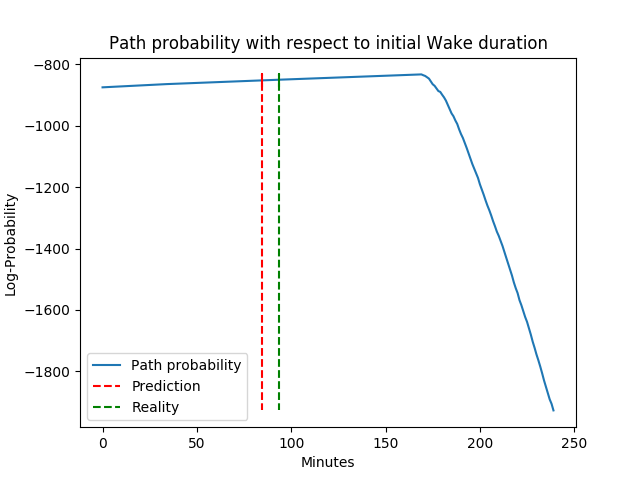 Path probability with respect to initial Wake duration
−800
−1000
−1200
−1400
−1600
−1800
Log-Probability
Path probability
Prediction
Reality
0 50 100 150 200 250
Minutes